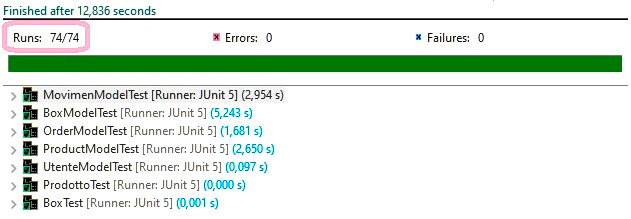 Finished after 12,836 seconds
Runs: 74/74 Errors: 0 Failures: 0
MovimenModelTest [Runner: JUnit 5] (2,954 s)
BoxModelTest [Runner: JUnit 5] (5,243 s)
OrderModelTest [Runner: JUnit 5] (1,681 s)
ProductModelTest [Runner: JUnit 5] (2,650 s)
UtenteModelTest [Runner: JUnit 5] (0,097 s)
ProdottoTest [Runner: JUnit 5] (0,000 s)
BoxTest [Runner: JUnit 5] (0,001 s)